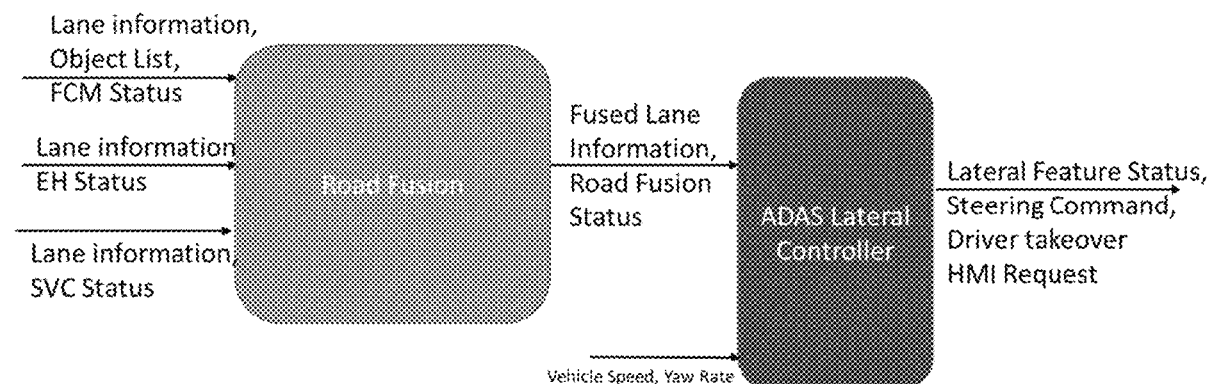 Lane information,
Object List,
FCM Status
Lane information
EH Status
Lane information,
SVC Status
Road Fusion
Fused Lane
Information,
Road Fusion
Status
ADAS Lateral
Controller
Vehicle Speed, Yaw Rate
Lateral Feature Status,
Steering Command,
Driver takeover
HMI Request